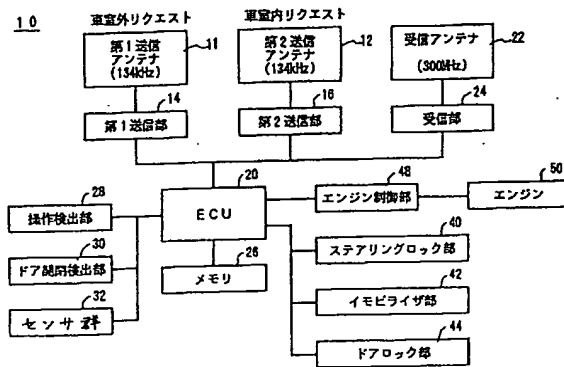 10
車室外リクエスト
車室内リクエスト
第1送信
アンテナ
(134kHz)
11
第2送信
アンテナ
(134kHz)
12
受信アンテナ
(300MHz)
22
第1送信部
14
第2送信部
16
受信部
24
ECU
20
エンジン制御部
48
エンジン
50
操作検出部
28
ドア開閉検出部
30
センサ群
32
メモリ
26
ステアリングロック部
40
イモビライザ部
42
ドアロック部
44